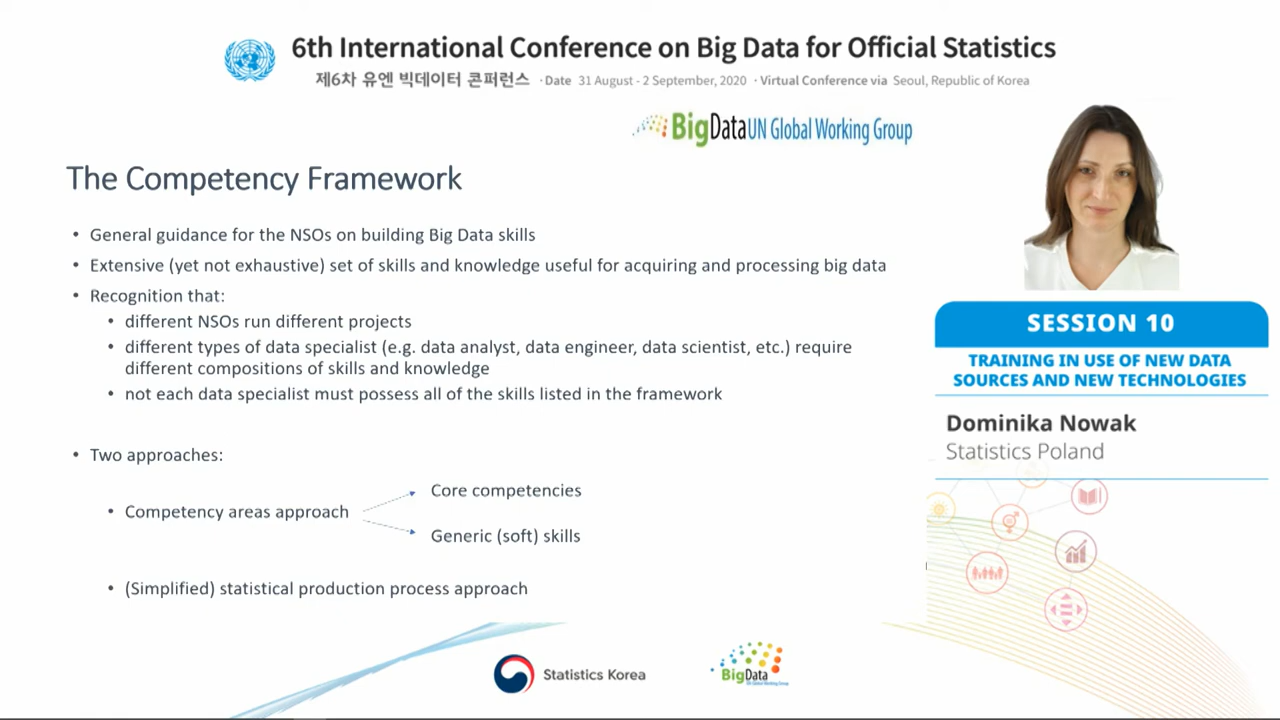 6th International Conference on Big Data for Official Statistics
제6차 유엔 빅데이터 콘퍼런스 · Date 31 August - 2 September, 2020 · Virtual Conference via Seoul, Republic of Korea
BigData UN Global Working Group
The Competency Framework
• General guidance for the NSOs on building Big Data skills
• Extensive (yet not exhaustive) set of skills and knowledge useful for acquiring and processing big data
• Recognition that:
• different NSOs run different projects
• different types of data specialist (e.g. data analyst, data engineer, data scientist, etc.) require
different compositions of skills and knowledge
• not each data specialist must possess all of the skills listed in the framework
• Two approaches:
• Competency areas approach
Core competencies
Generic (soft) skills
• (Simplified) statistical production process approach
SESSION 10
TRAINING IN USE OF NEW DATA
SOURCES AND NEW TECHNOLOGIES
Dominika Nowak
Statistics Poland
Statistics Korea
BigData
UN Global Working Group